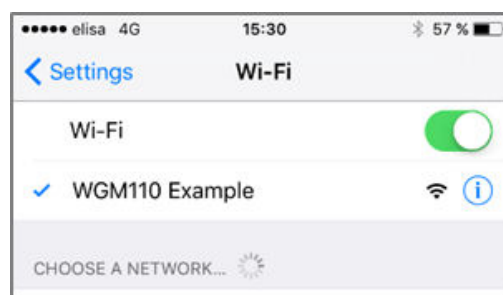 elisa 4G 15:30 57 %
Settings Wi-Fi
Wi-Fi
WGM110 Example
CHOOSE A NETWORK...